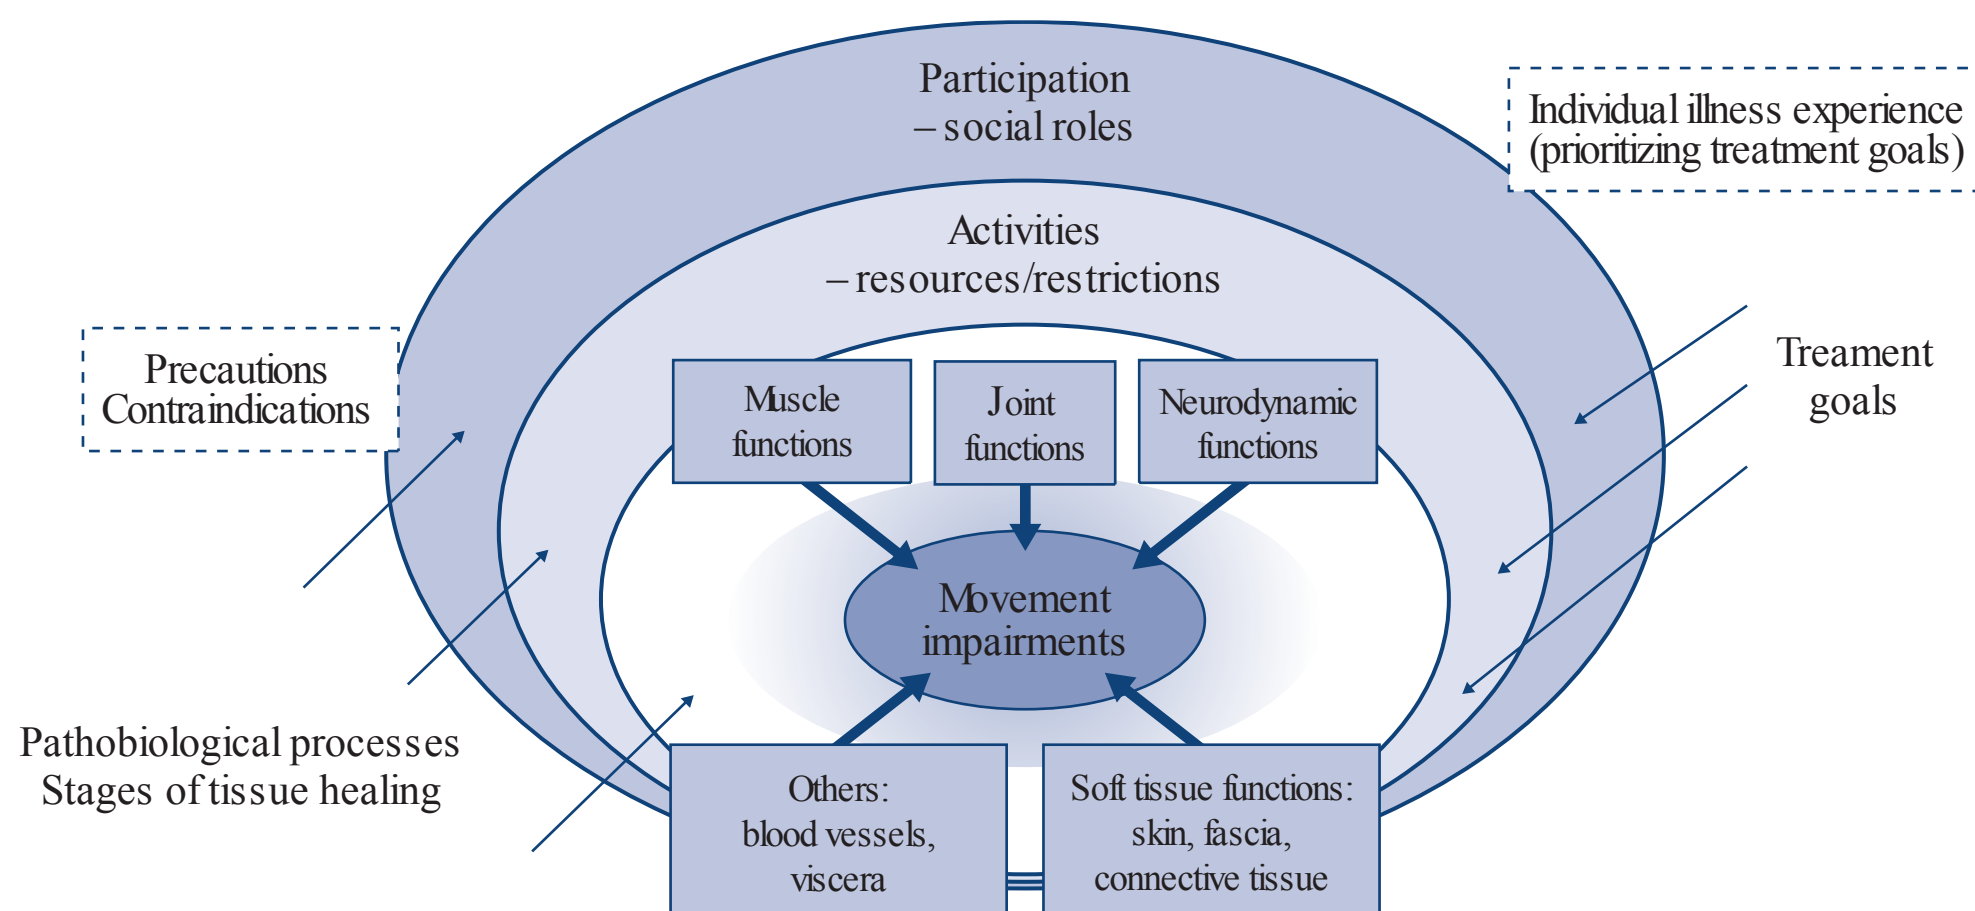 Participation
– social roles
Individual illness experience
(prioritizing treatment goals)
Activities
– resources/restrictions
Precautions
Contraindications
Treament
goals
Muscle
functions
Joint
functions
Neurodynamic
functions
Movement
impairments
Pathobiological processes
Stages of tissue healing
Others:
blood vessels,
viscera
Soft tissue functions:
skin, fascia,
connective tissue